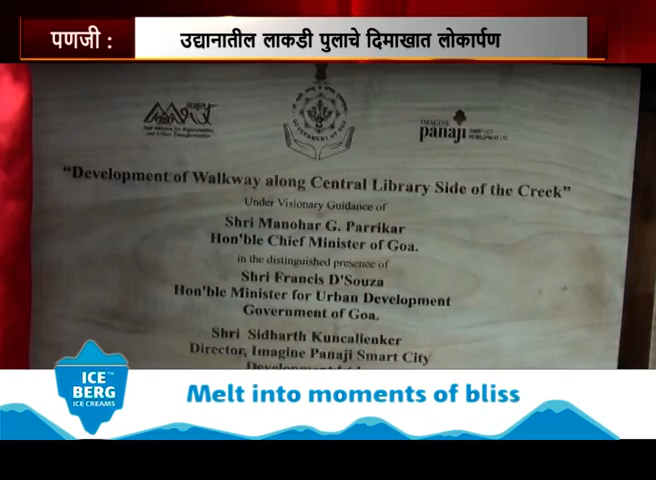 पणजी :
उद्यानातील लाकडी पुलाचे दिमाखात लोकार्पण
GOVERNMENT OF GOA
IMAGINE
panaji
"Development of Walkway along Central Library Side of the Creek"
Under Visionary Guidance of
Shri Manohar G. Parrikar
Hon'ble Chief Minister of Goa.
in the distinguished presence of
Shri Francis D'Souza
Hon'ble Minister for Urban Development
Government of Goa.
Shri Sidharth Kuncalienker
Director, Imagine Panaji Smart City
ICE
BERG
ICE CREAMS
Melt into moments of bliss